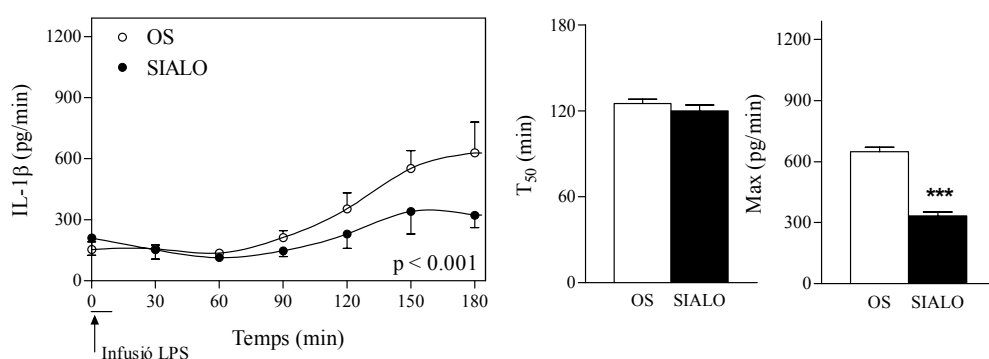 IL-1β (pg/min)
1200
900
600
300
0
OS
SIALO
p < 0.001
0 30 60 90 120 150 180
Temps (min)
Infusió LPS
T50 (min)
180
120
60
0
OS SIALO
Max (pg/min)
1200
900
600
300
0
***
OS SIALO